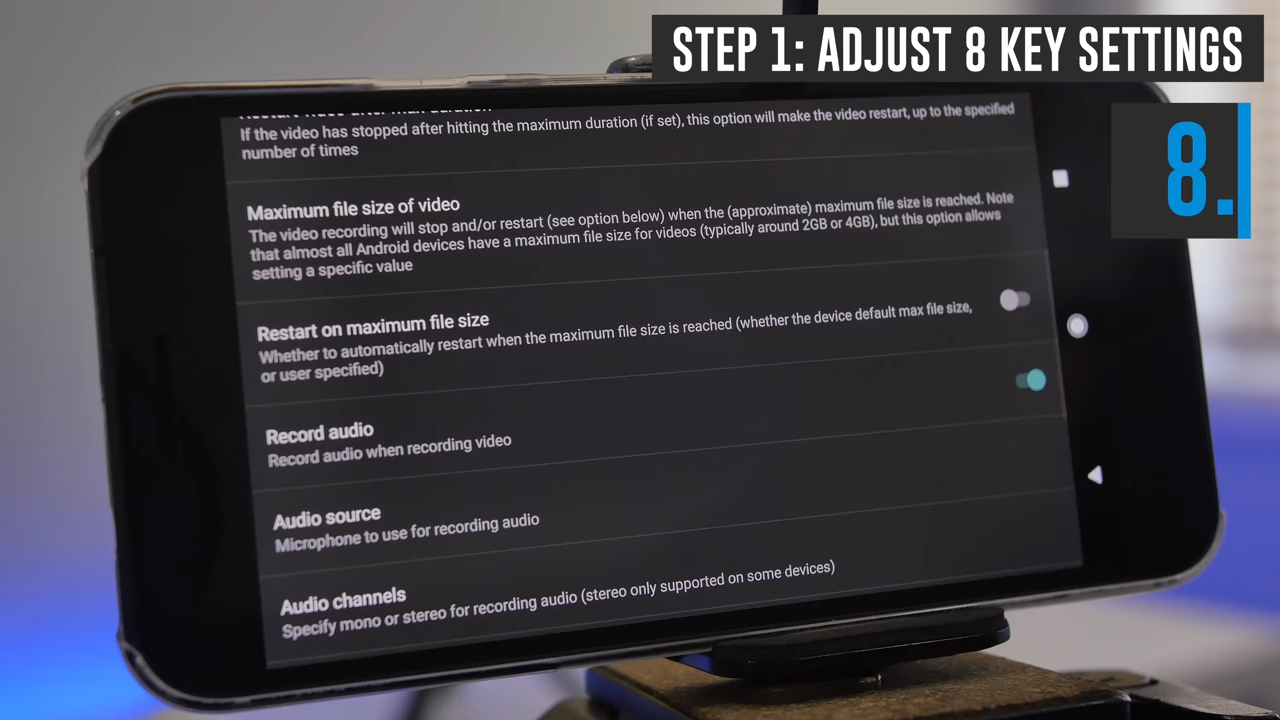 STEP 1: ADJUST 8 KEY SETTINGS
8.
If the video has stopped after hitting the maximum duration (if set), this option will make the video restart, up to the specified
number of times
Maximum file size of video
The video recording will stop and/or restart (see option below) when the (approximate) maximum file size is reached. Note
that almost all Android devices have a maximum file size for videos (typically around 2GB or 4GB), but this option allows
setting a specific value
Restart on maximum file size
Whether to automatically restart when the maximum file size is reached (whether the device default max file size,
or user specified)
Record audio
Record audio when recording video
Audio source
Microphone to use for recording audio
Audio channels
Specify mono or stereo for recording audio (stereo only supported on some devices)